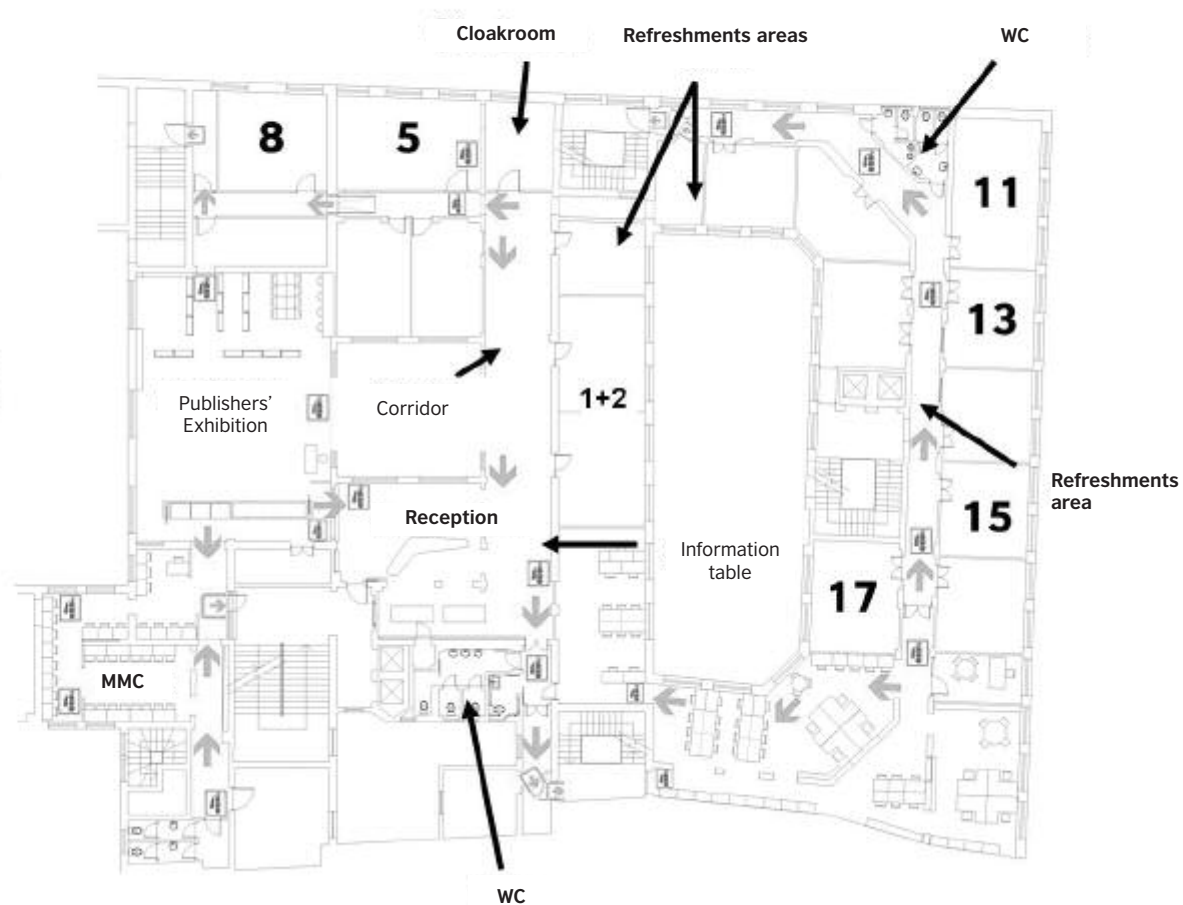 Cloakroom
Refreshments areas
WC
8
5
11
13
Publishers'
Exhibition
Corridor
1+2
Refreshments
area
15
Reception
Information
table
17
MMC
WC